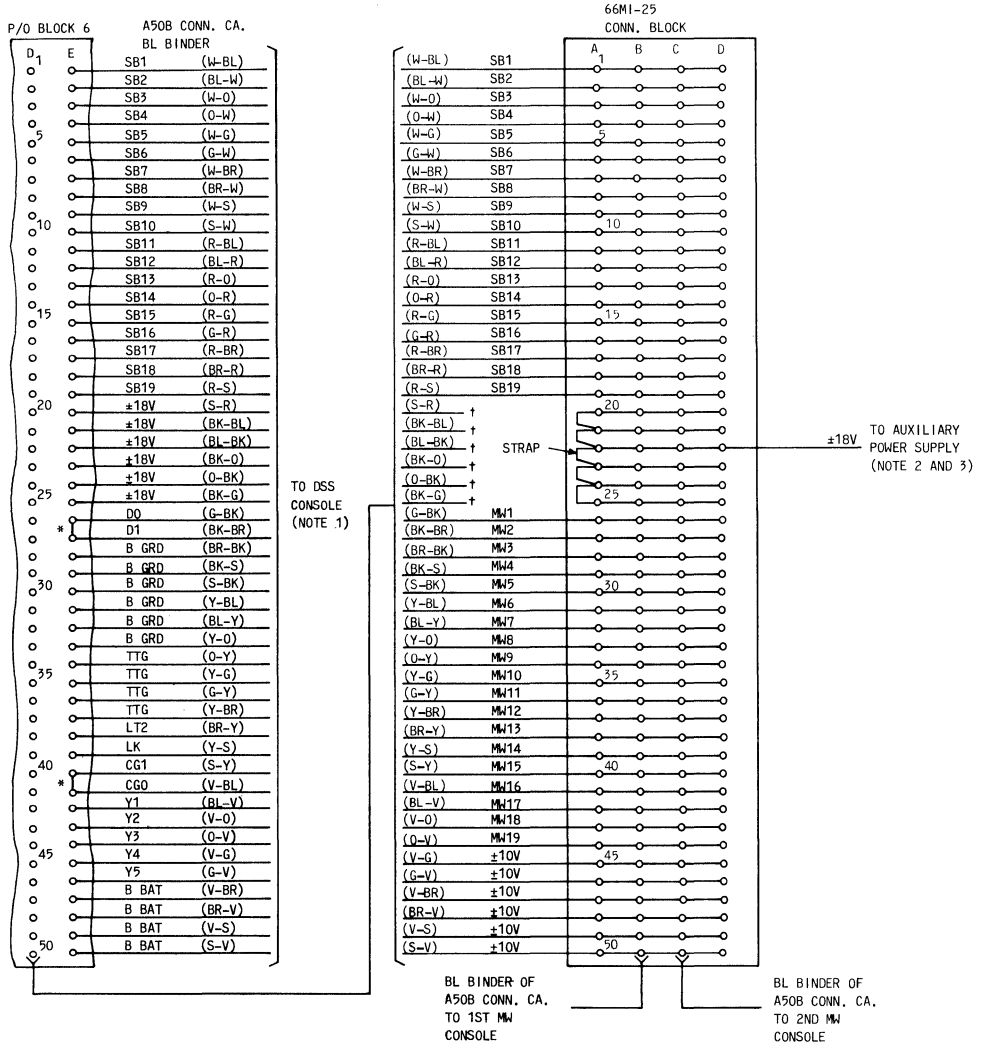 P/O BLOCK 6
A50B CONN. CA.
BL BINDER
D E
1 SB1 (W-BL)
SB2 (BL-W)
SB3 (W-O)
SB4 (O-W)
5 SB5 (W-G)
SB6 (G-W)
SB7 (W-BR)
SB8 (BR-W)
SB9 (W-S)
10 SB10 (S-W)
SB11 (R-BL)
SB12 (BL-R)
SB13 (R-O)
SB14 (O-R)
15 SB15 (R-G)
SB16 (G-R)
SB17 (R-BR)
SB18 (BR-R)
SB19 (R-S)
20 ±18V (S-R)
±18V (BK-BL)
±18V (BL-BK)
±18V (BK-O)
±18V (O-BK)
25 ±18V (BK-G)
D0 (G-BK)
* D1 (BK-BR)
B GRD (BR-BK)
B GRD (BK-S)
30 B GRD (S-BK)
B GRD (Y-BL)
B GRD (BL-Y)
B GRD (Y-O)
TTG (O-Y)
35 TTG (Y-G)
TTG (G-Y)
TTG (Y-BR)
LT2 (BR-Y)
LK (Y-S)
40 CG1 (S-Y)
* CG0 (V-BL)
Y1 (BL-V)
Y2 (V-O)
Y3 (O-V)
45 Y4 (V-G)
Y5 (G-V)
B BAT (V-BR)
B BAT (BR-V)
B BAT (V-S)
50 B BAT (S-V)
TO DSS
CONSOLE
(NOTE 1)
66MI-25
CONN. BLOCK
A B C D
(W-BL) SB1 1
(BL-W) SB2
(W-O) SB3
(O-W) SB4
(W-G) SB5 5
(G-W) SB6
(W-BR) SB7
(BR-W) SB8
(W-S) SB9
(S-W) SB10 10
(R-BL) SB11
(BL-R) SB12
(R-O) SB13
(O-R) SB14
(R-G) SB15 15
(G-R) SB16
(R-BR) SB17
(BR-R) SB18
(R-S) SB19
(S-R) † 20
(BK-BL) †
(BL-BK) †
(BK-O) †
(O-BK) †
(BK-G) † 25
STRAP
±18V
TO AUXILIARY
POWER SUPPLY
(NOTE 2 AND 3)
(G-BK) MW1
(BK-BR) MW2
(BR-BK) MW3
(BK-S) MW4
(S-BK) MW5 30
(Y-BL) MW6
(BL-Y) MW7
(Y-O) MW8
(O-Y) MW9
(Y-G) MW10 35
(G-Y) MW11
(Y-BR) MW12
(BR-Y) MW13
(Y-S) MW14
(S-Y) MW15 40
(V-BL) MW16
(BL-V) MW17
(V-O) MW18
(O-V) MW19
(V-G) ±10V 45
(G-V) ±10V
(V-BR) ±10V
(BR-V) ±10V
(V-S) ±10V
(S-V) ±10V 50
BL BINDER OF
A50B CONN. CA.
TO 1ST MW
CONSOLE
BL BINDER OF
A50B CONN. CA.
TO 2ND MW
CONSOLE